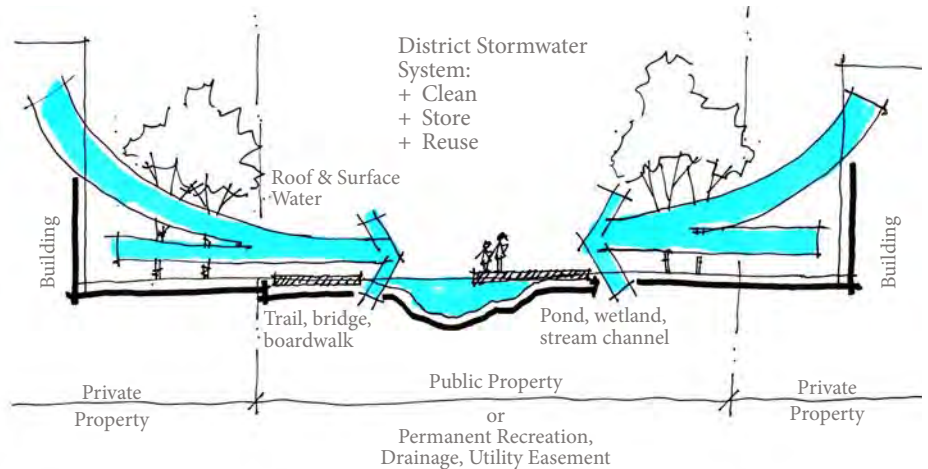 District Stormwater
System:
+ Clean
+ Store
+ Reuse
Roof & Surface
Water
Building
Building
Trail, bridge,
boardwalk
Pond, wetland,
stream channel
Private
Property
Public Property
Private
Property
or
Permanent Recreation,
Drainage, Utility Easement